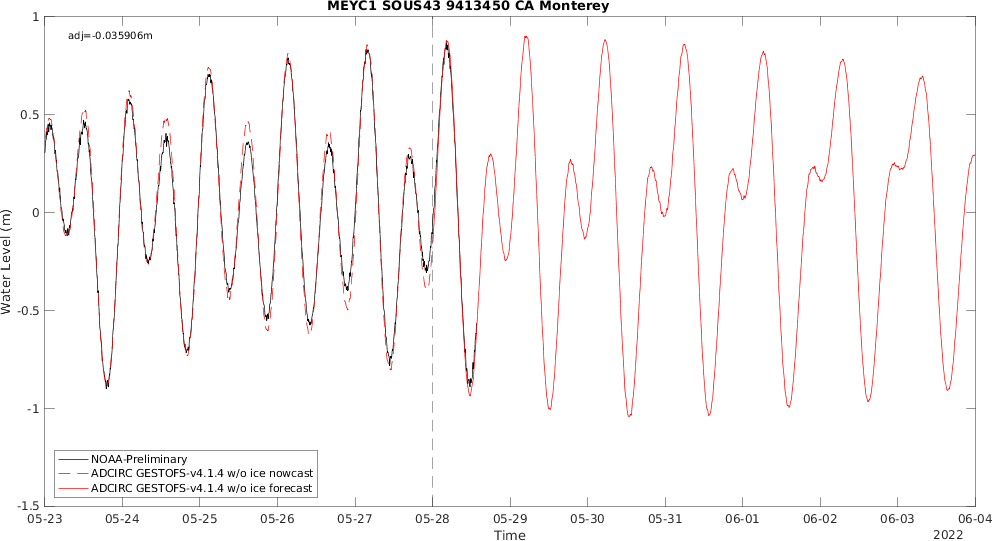 MEYC1 SOUS43 9413450 CA Monterey
adj=-0.035906m
1
0.5
0
-0.5
-1
-1.5
Water Level (m)
NOAA-Preliminary
ADCIRC GESTOFS-v4.1.4 w/o ice nowcast
ADCIRC GESTOFS-v4.1.4 w/o ice forecast
05-23 05-24 05-25 05-26 05-27 05-28 05-29 05-30 05-31 06-01 06-02 06-03 06-04
Time
2022